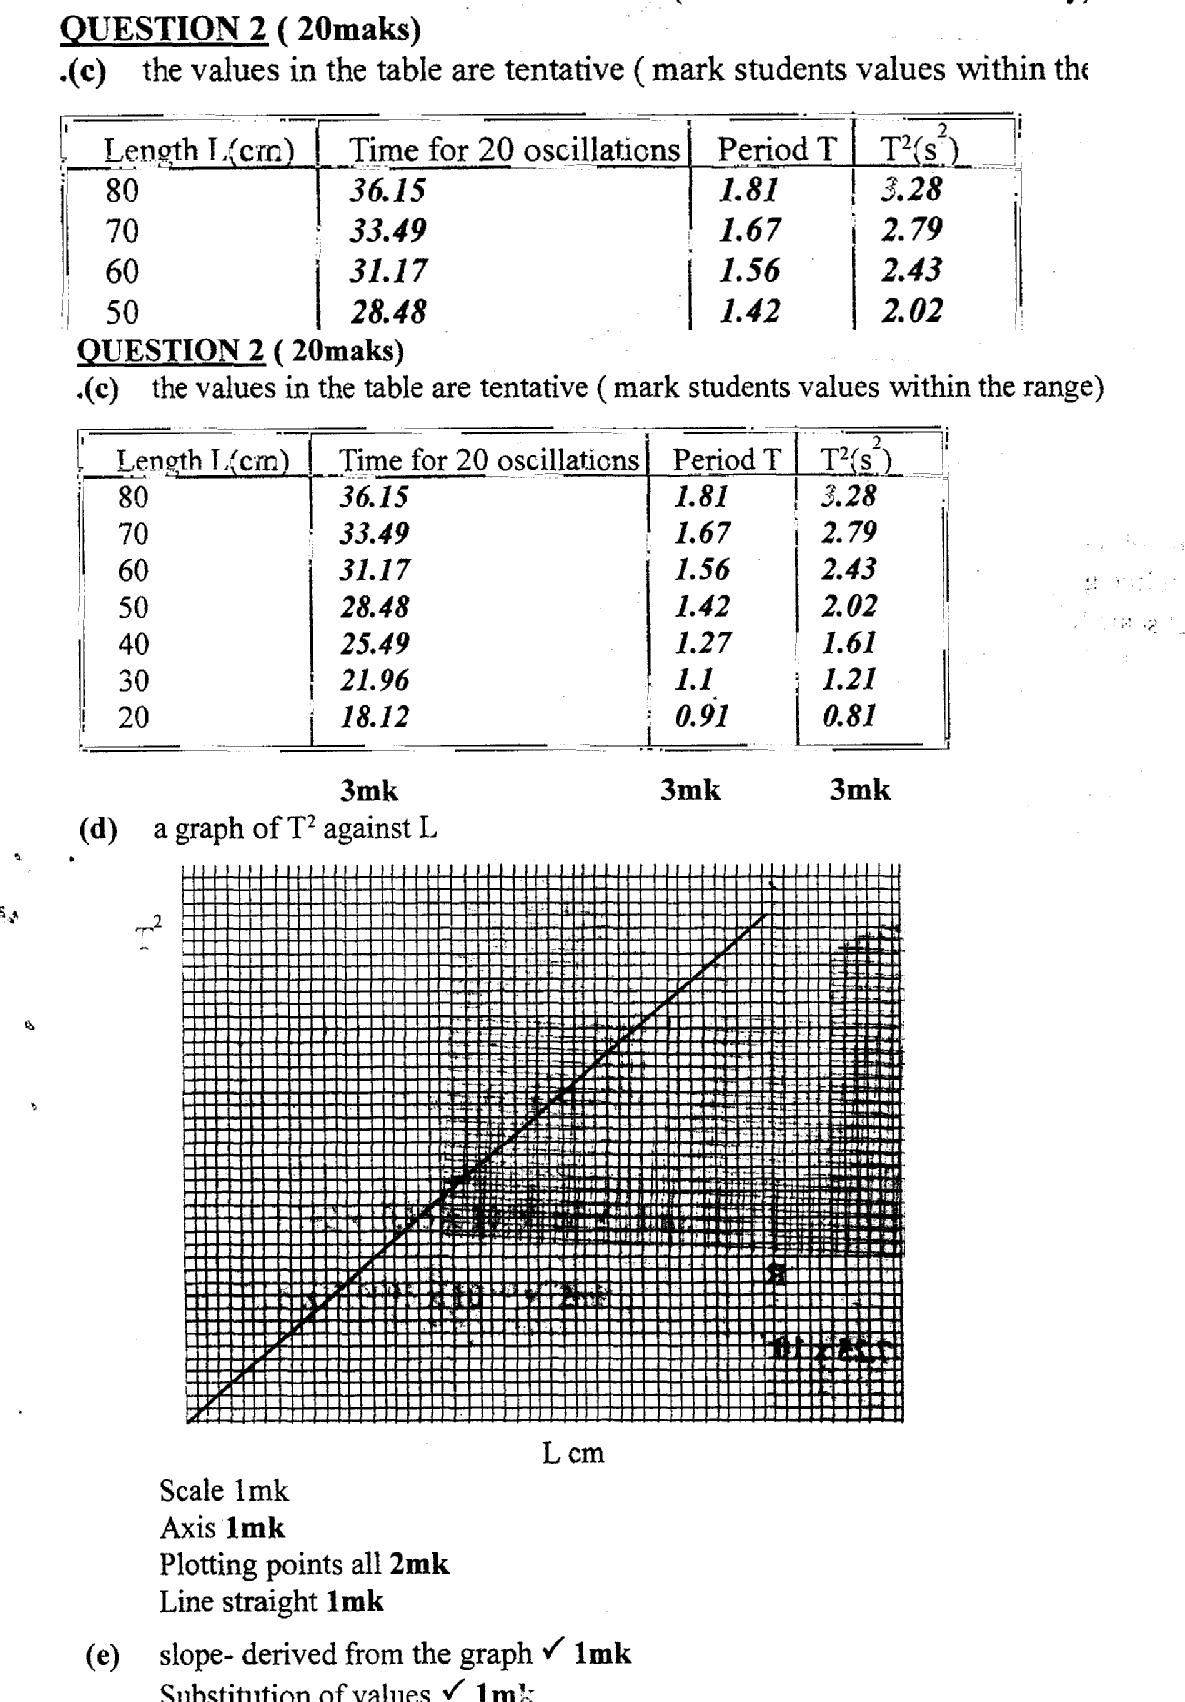 QUESTION 2 ( 20maks)
.(c) the values in the table are tentative ( mark students values within the
Length L(cm) Time for 20 oscillations Period T T²(s²)
80 36.15 1.81 3.28
70 33.49 1.67 2.79
60 31.17 1.56 2.43
50 28.48 1.42 2.02
QUESTION 2 ( 20maks)
.(c) the values in the table are tentative ( mark students values within the range)
Length L(cm) Time for 20 oscillations Period T T²(s²)
80 36.15 1.81 3.28
70 33.49 1.67 2.79
60 31.17 1.56 2.43
50 28.48 1.42 2.02
40 25.49 1.27 1.61
30 21.96 1.1 1.21
20 18.12 0.91 0.81
3mk 3mk 3mk
(d) a graph of T² against L
T²
L cm
Scale 1mk
Axis 1mk
Plotting points all 2mk
Line straight 1mk
(e) slope- derived from the graph ✓ 1mk
Substitution of values ✓ 1mk